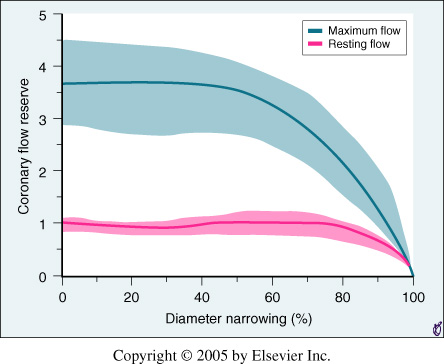 Maximum flow
Resting flow
5
4
3
2
1
0
Coronary flow reserve
0 20 40 60 80 100
Diameter narrowing (%)
Copyright © 2005 by Elsevier Inc.